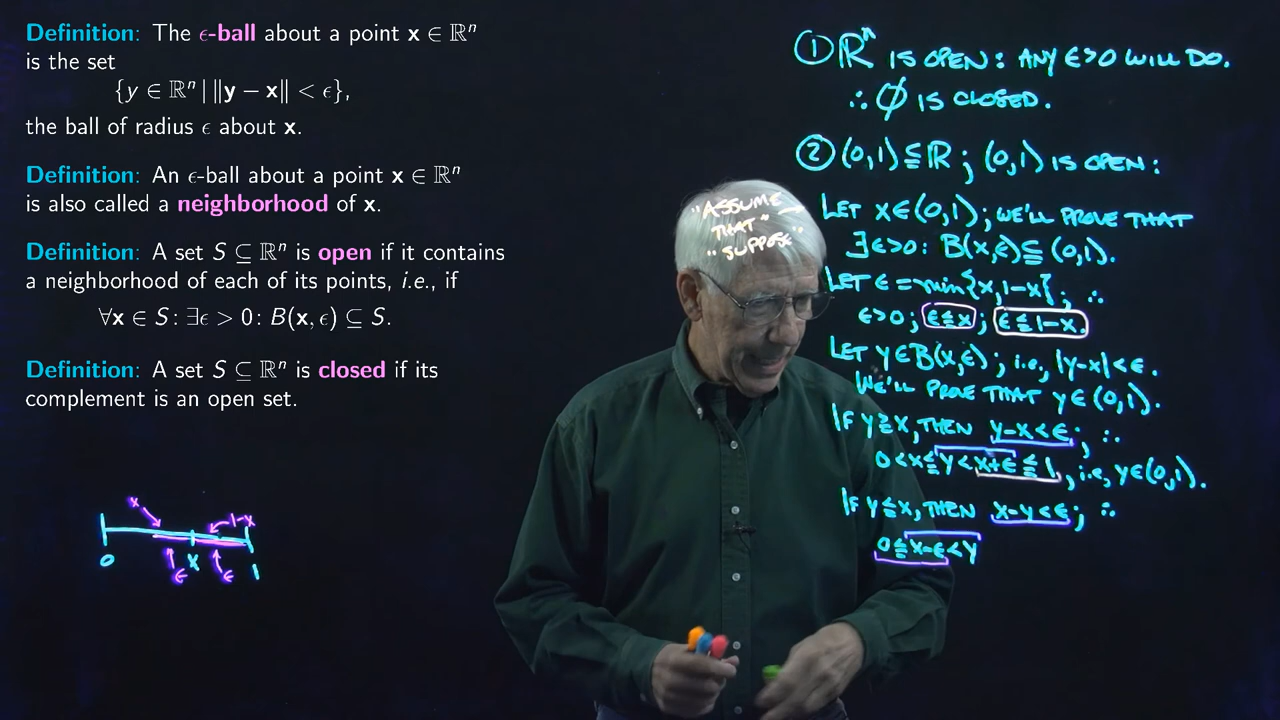 Definition: The ϵ-ball about a point x ∈ ℝⁿ
is the set
{y ∈ ℝⁿ | ‖y − x‖ < ϵ},
the ball of radius ϵ about x.
Definition: An ϵ-ball about a point x ∈ ℝⁿ
is also called a neighborhood of x.
Definition: A set S ⊆ ℝⁿ is open if it contains
a neighborhood of each of its points, i.e., if
∀x ∈ S: ∃ϵ > 0: B(x, ϵ) ⊆ S.
Definition: A set S ⊆ ℝⁿ is closed if its
complement is an open set.
x
1-x
0
ϵ
x
ϵ
1
"ASSUME
THAT"
"SUPPOSE"
① ℝⁿ IS OPEN: ANY ϵ>0 WILL DO.
∴ ∅ IS CLOSED.
② (0,1) ⊆ ℝ; (0,1) IS OPEN:
LET x∈(0,1); WE'LL PROVE THAT
∃ϵ>0: B(x,ϵ) ⊆ (0,1).
LET ϵ = min{x,1-x}; ∴
ϵ>0; ϵ≦x; ϵ≦1-x.
LET y∈B(x,ϵ); i.e., |y-x|<ϵ.
WE'LL PROVE THAT y∈(0,1).
IF y≧x, THEN y-x<ϵ; ∴
0<x≦y<x+ϵ≦1, i.e., y∈(0,1).
IF y≦x, THEN x-y<ϵ; ∴
0≦x-ϵ<y